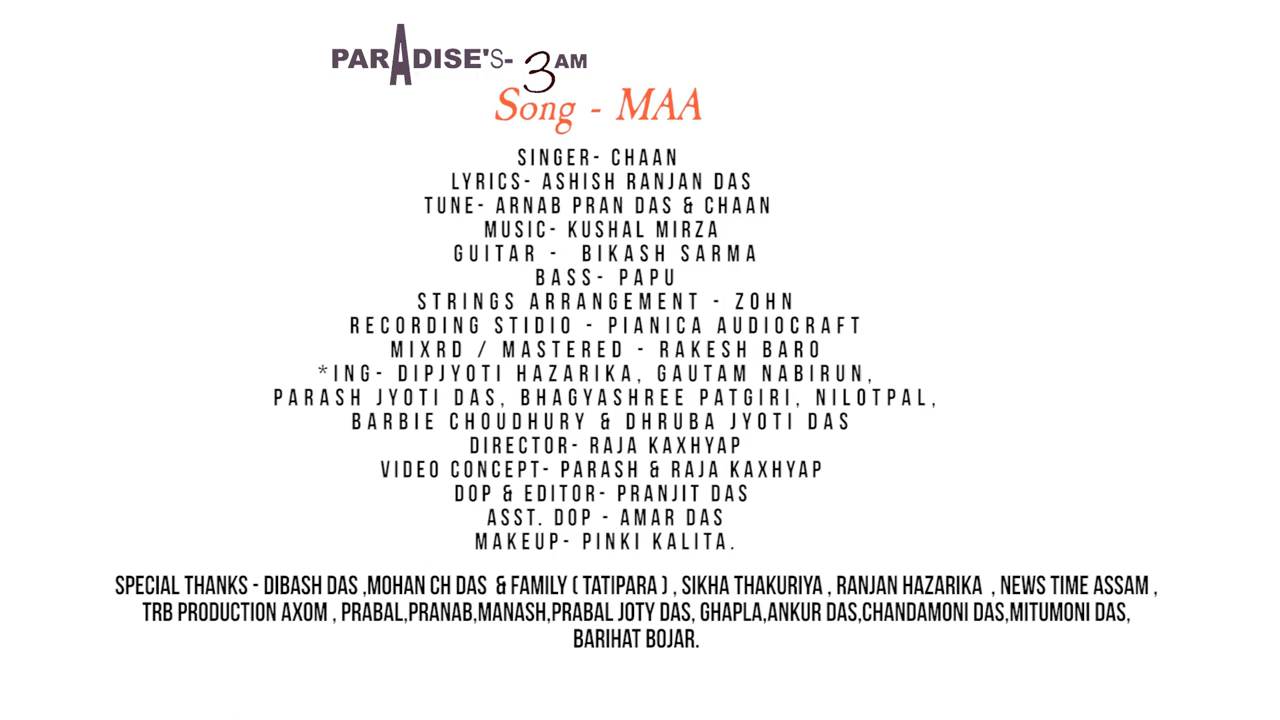 PARADISE'S- 3 AM
Song - MAA
SINGER- CHAAN
LYRICS- ASHISH RANJAN DAS
TUNE- ARNAB PRAN DAS & CHAAN
MUSIC- KUSHAL MIRZA
GUITAR - BIKASH SARMA
BASS- PAPU
STRINGS ARRANGEMENT - ZOHN
RECORDING STIDIO - PIANICA AUDIOCRAFT
MIXRD / MASTERED - RAKESH BARO
*ING- DIPJYOTI HAZARIKA, GAUTAM NABIRUN,
PARASH JYOTI DAS, BHAGYASHREE PATGIRI, NILOTPAL,
BARBIE CHOUDHURY & DHRUBA JYOTI DAS
DIRECTOR- RAJA KAXHYAP
VIDEO CONCEPT- PARASH & RAJA KAXHYAP
DOP & EDITOR- PRANJIT DAS
ASST. DOP - AMAR DAS
MAKEUP- PINKI KALITA.
SPECIAL THANKS - DIBASH DAS ,MOHAN CH DAS & FAMILY ( TATIPARA ) , SIKHA THAKURIYA , RANJAN HAZARIKA , NEWS TIME ASSAM ,
TRB PRODUCTION AXOM , PRABAL,PRANAB,MANASH,PRABAL JOTY DAS, GHAPLA,ANKUR DAS,CHANDAMONI DAS,MITUMONI DAS,
BARIHAT BOJAR.